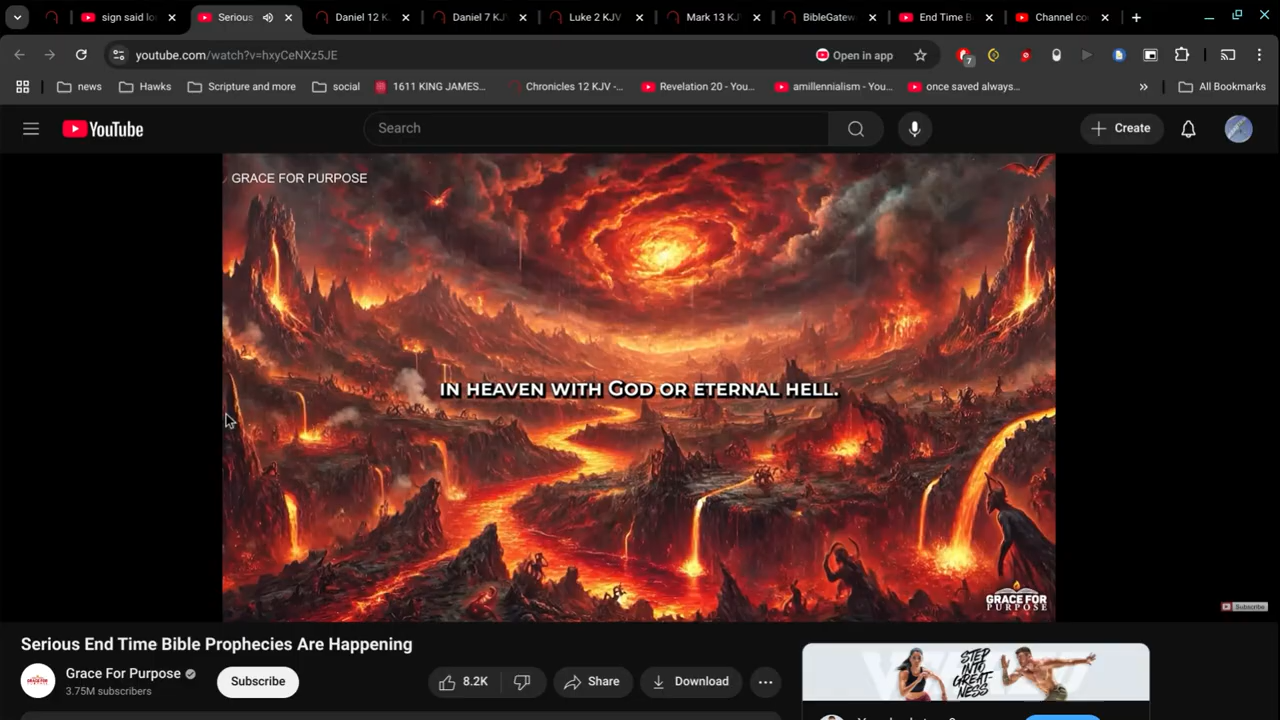 sign said lo
Serious
Daniel 12 K
Daniel 7 KJ
Luke 2 KJV
Mark 13 KJ
BibleGatew
End Time B
Channel co
youtube.com/watch?v=hxyCeNXz5JE
Open in app
7
news
Hawks
Scripture and more
social
1611 KING JAMES...
Chronicles 12 KJV -...
Revelation 20 - You...
amillennialism - You...
once saved always...
All Bookmarks
YouTube
Search
Create
GRACE FOR PURPOSE
IN HEAVEN WITH GOD OR ETERNAL HELL.
GRACE FOR
PURPOSE
Subscribe
Serious End Time Bible Prophecies Are Happening
Grace For Purpose
3.75M subscribers
Subscribe
8.2K
Share
Download
STEP
INTO
GREAT-
NESS